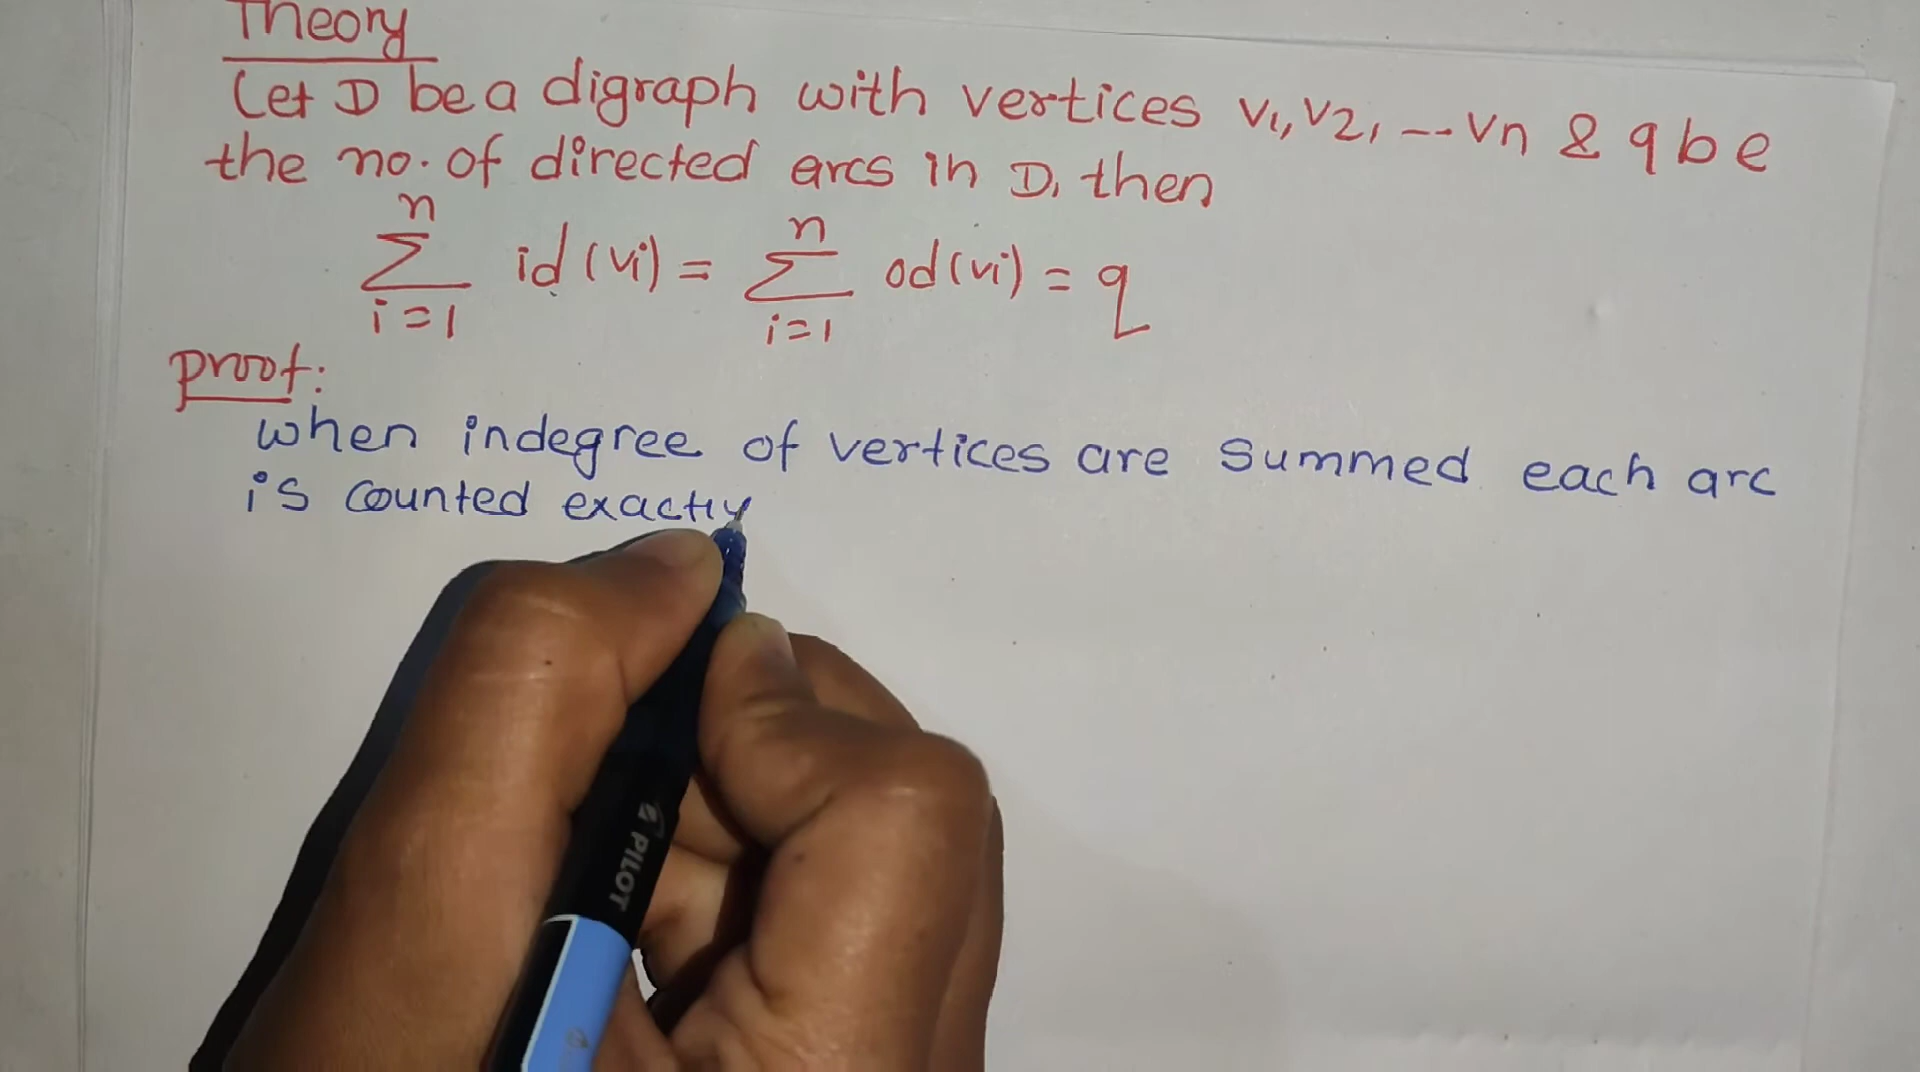 Theory
Let D be a digraph with vertices v1, v2, --- vn & q be
the no. of directed arcs in D, then
n n
∑ id (vi) = ∑ od (vi) = q
i=1 i=1
Proof:
when indegree of vertices are summed each arc
is counted exactly
PILOT